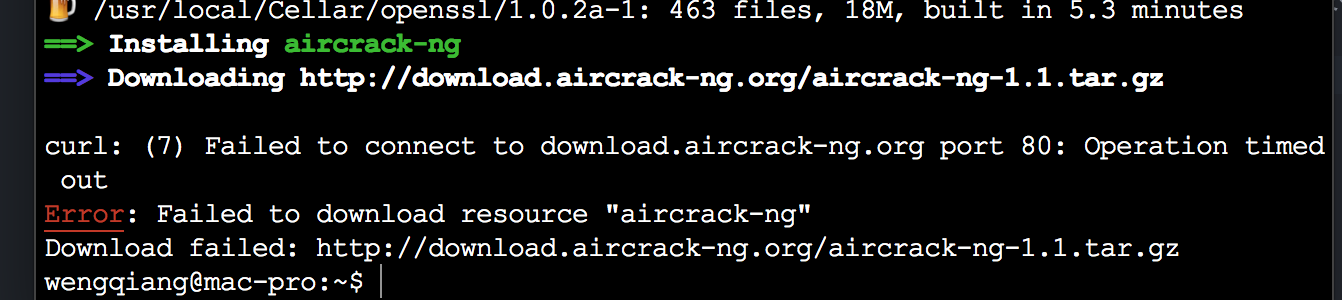 /usr/local/Cellar/openssl/1.0.2a-1: 463 files, 18M, built in 5.3 minutes
==> Installing aircrack-ng
==> Downloading http://download.aircrack-ng.org/aircrack-ng-1.1.tar.gz
curl: (7) Failed to connect to download.aircrack-ng.org port 80: Operation timed
out
Error: Failed to download resource "aircrack-ng"
Download failed: http://download.aircrack-ng.org/aircrack-ng-1.1.tar.gz
wengqiang@mac-pro:~$